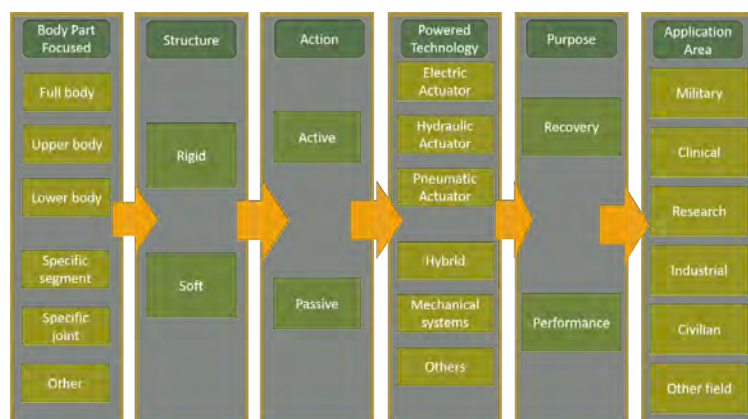 Body Part
Focused
Full body
Upper body
Lower body
Specific
segment
Specific
joint
Other
Structure
Rigid
Soft
Action
Active
Passive
Powered
Technology
Electric
Actuator
Hydraulic
Actuator
Pneumatic
Actuator
Hybrid
Mechanical
systems
Others
Purpose
Recovery
Performance
Application
Area
Military
Clinical
Research
Industrial
Civilian
Other field